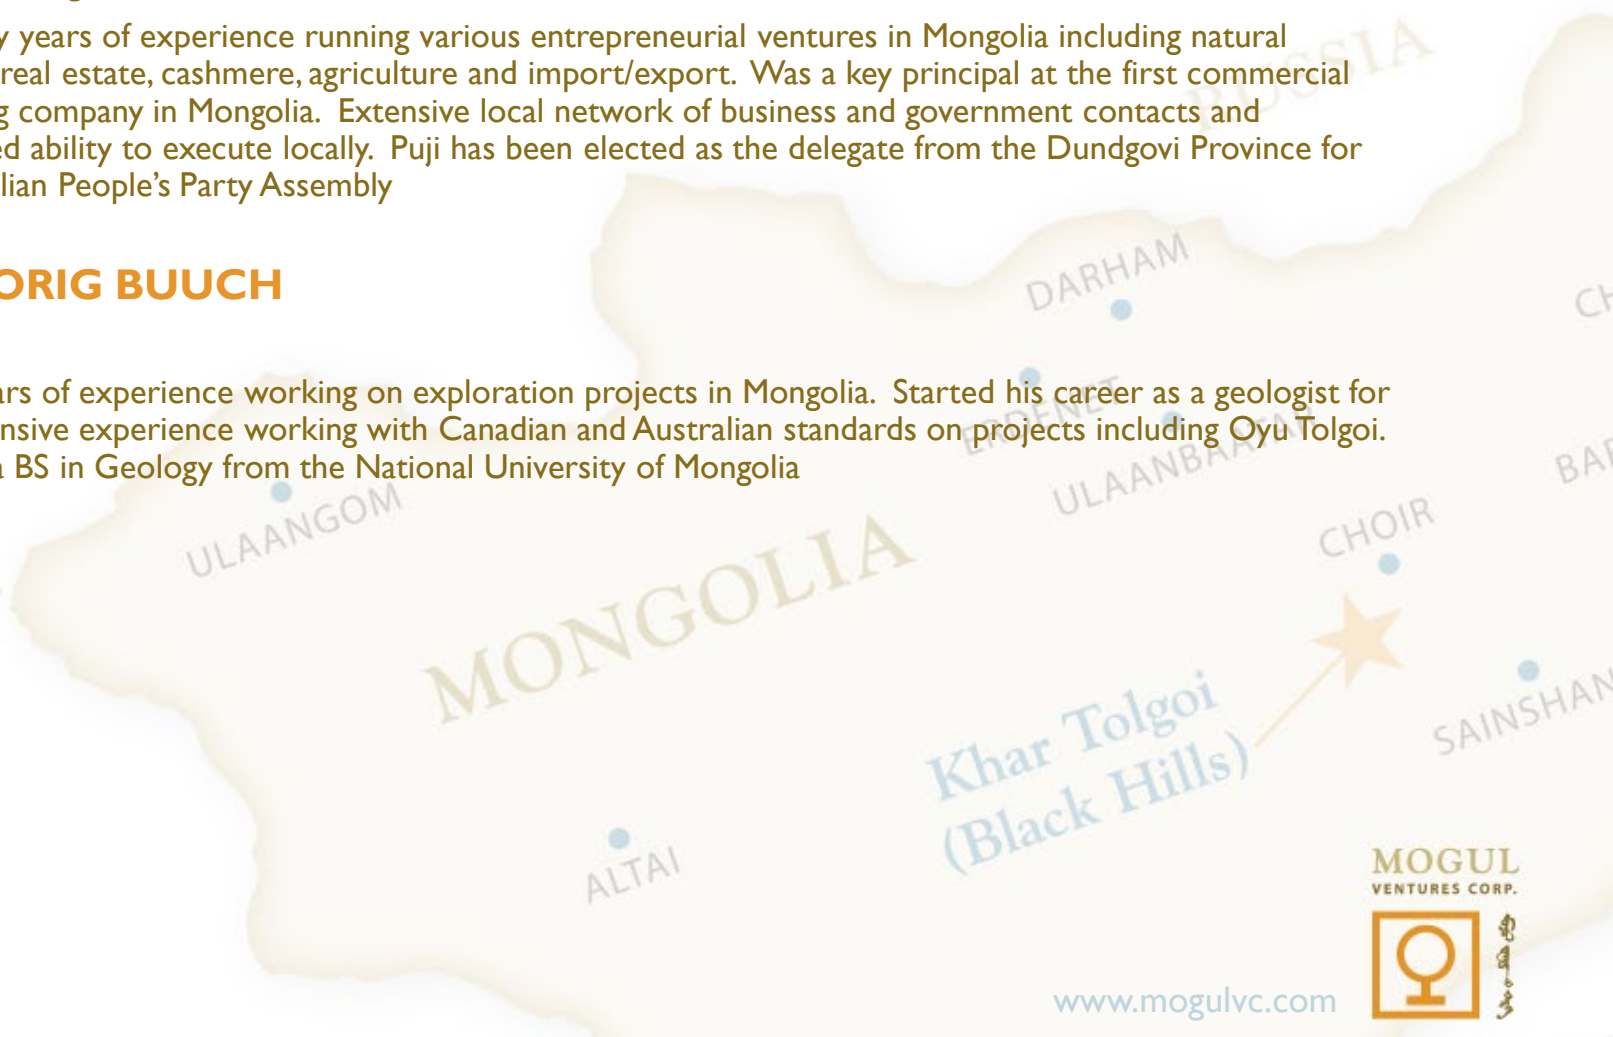 y years of experience running various entrepreneurial ventures in Mongolia including natural
real estate, cashmere, agriculture and import/export. Was a key principal at the first commercial
g company in Mongolia. Extensive local network of business and government contacts and
ed ability to execute locally. Puji has been elected as the delegate from the Dundgovi Province for
lian People's Party Assembly
RUSSIA
DARHAM
ORIG BUUCH
CH
ars of experience working on exploration projects in Mongolia. Started his career as a geologist for
nsive experience working with Canadian and Australian standards on projects including Oyu Tolgoi.
a BS in Geology from the National University of Mongolia
ERDENET
ULAANBAATAR
BAR
ULAANGOM
CHOIR
MONGOLIA
SAINSHAN
Khar Tolgoi
(Black Hills)
ALTAI
MOGUL
VENTURES CORP.
www.mogulvc.com